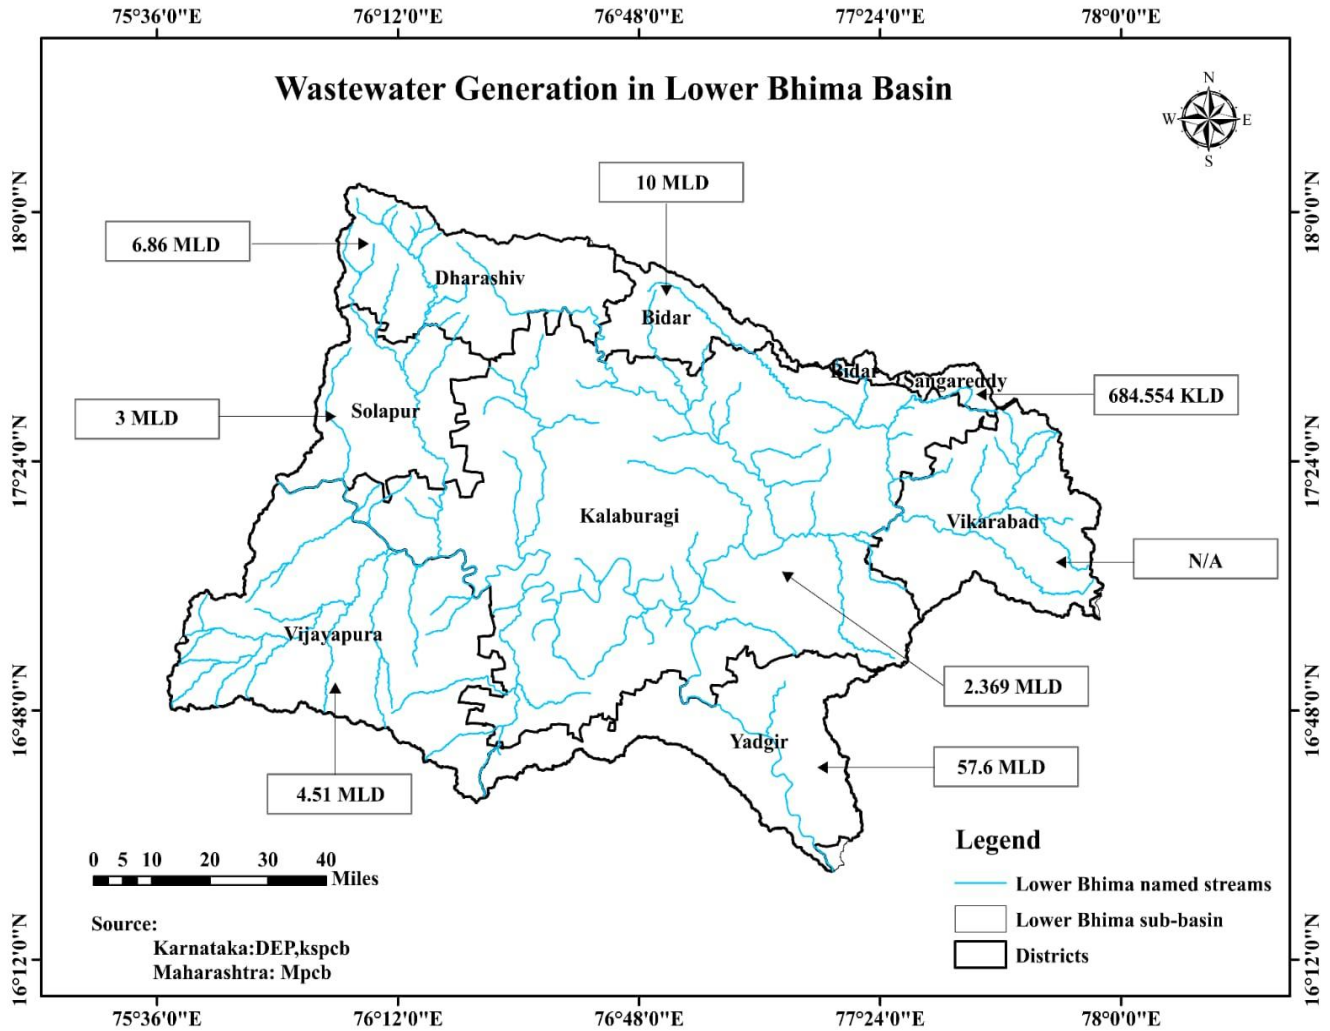 75°36'0"E 76°12'0"E 76°48'0"E 77°24'0"E 78°0'0"E
Wastewater Generation in Lower Bhima Basin
N
W E
S
18°0'0"N
18°0'0"N
10 MLD
6.86 MLD
Dharashiv
Bidar
Bidar
Sangareddy
684.554 KLD
Solapur
3 MLD
17°24'0"N
17°24'0"N
Kalaburagi
Vikarabad
N/A
Vijayapura
2.369 MLD
16°48'0"N
16°48'0"N
Yadgir
57.6 MLD
4.51 MLD
Legend
0 5 10 20 30 40
Miles
Lower Bhima named streams
Lower Bhima sub-basin
Districts
Source:
Karnataka:DEP,kspcb
Maharashtra: Mpcb
16°12'0"N
16°12'0"N
75°36'0"E 76°12'0"E 76°48'0"E 77°24'0"E 78°0'0"E